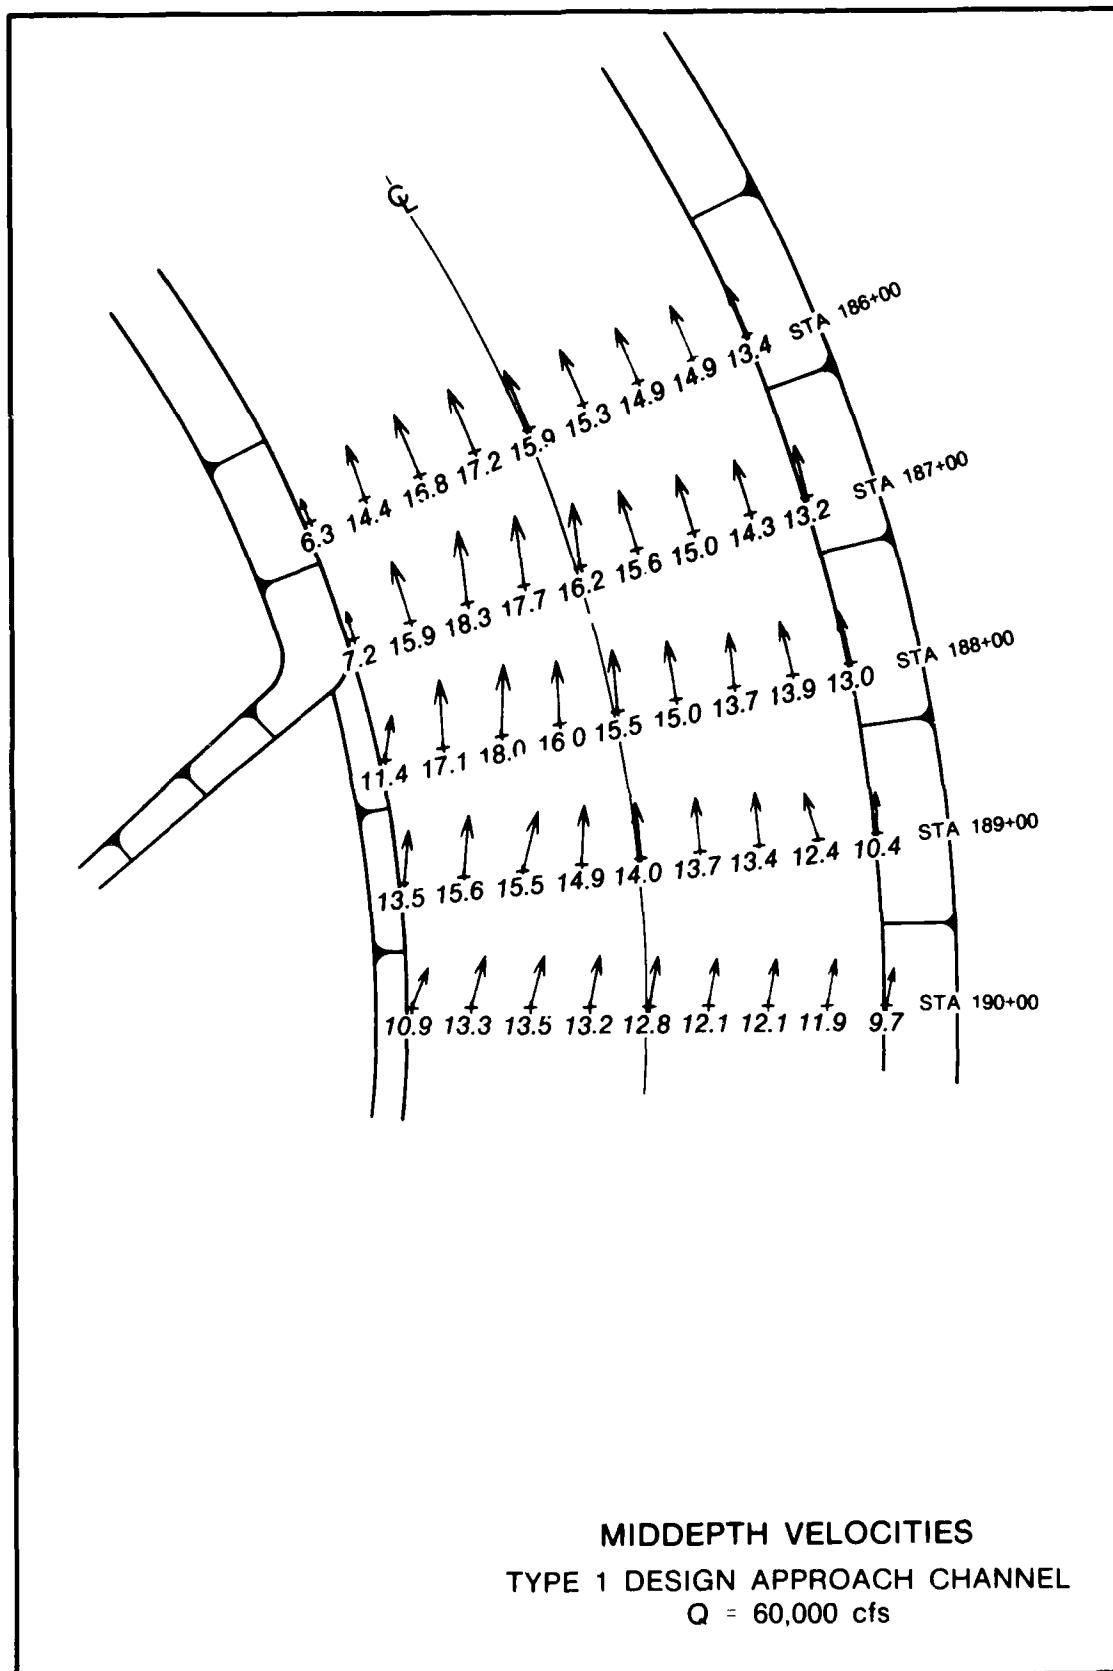 ℄
STA 186+00
6.3 14.4 16.8 17.2 15.9 15.3 14.9 14.9 13.4
STA 187+00
7.2 15.9 18.3 17.7 16.2 15.6 15.0 14.3 13.2
STA 188+00
11.4 17.1 18.0 16 0 15.5 15.0 13.7 13.9 13.0
STA 189+00
13.5 15.6 15.5 14.9 14.0 13.7 13.4 12.4 10.4
STA 190+00
10.9 13.3 13.5 13.2 12.8 12.1 12.1 11.9 9.7
MIDDEPTH VELOCITIES
TYPE 1 DESIGN APPROACH CHANNEL
Q = 60,000 cfs